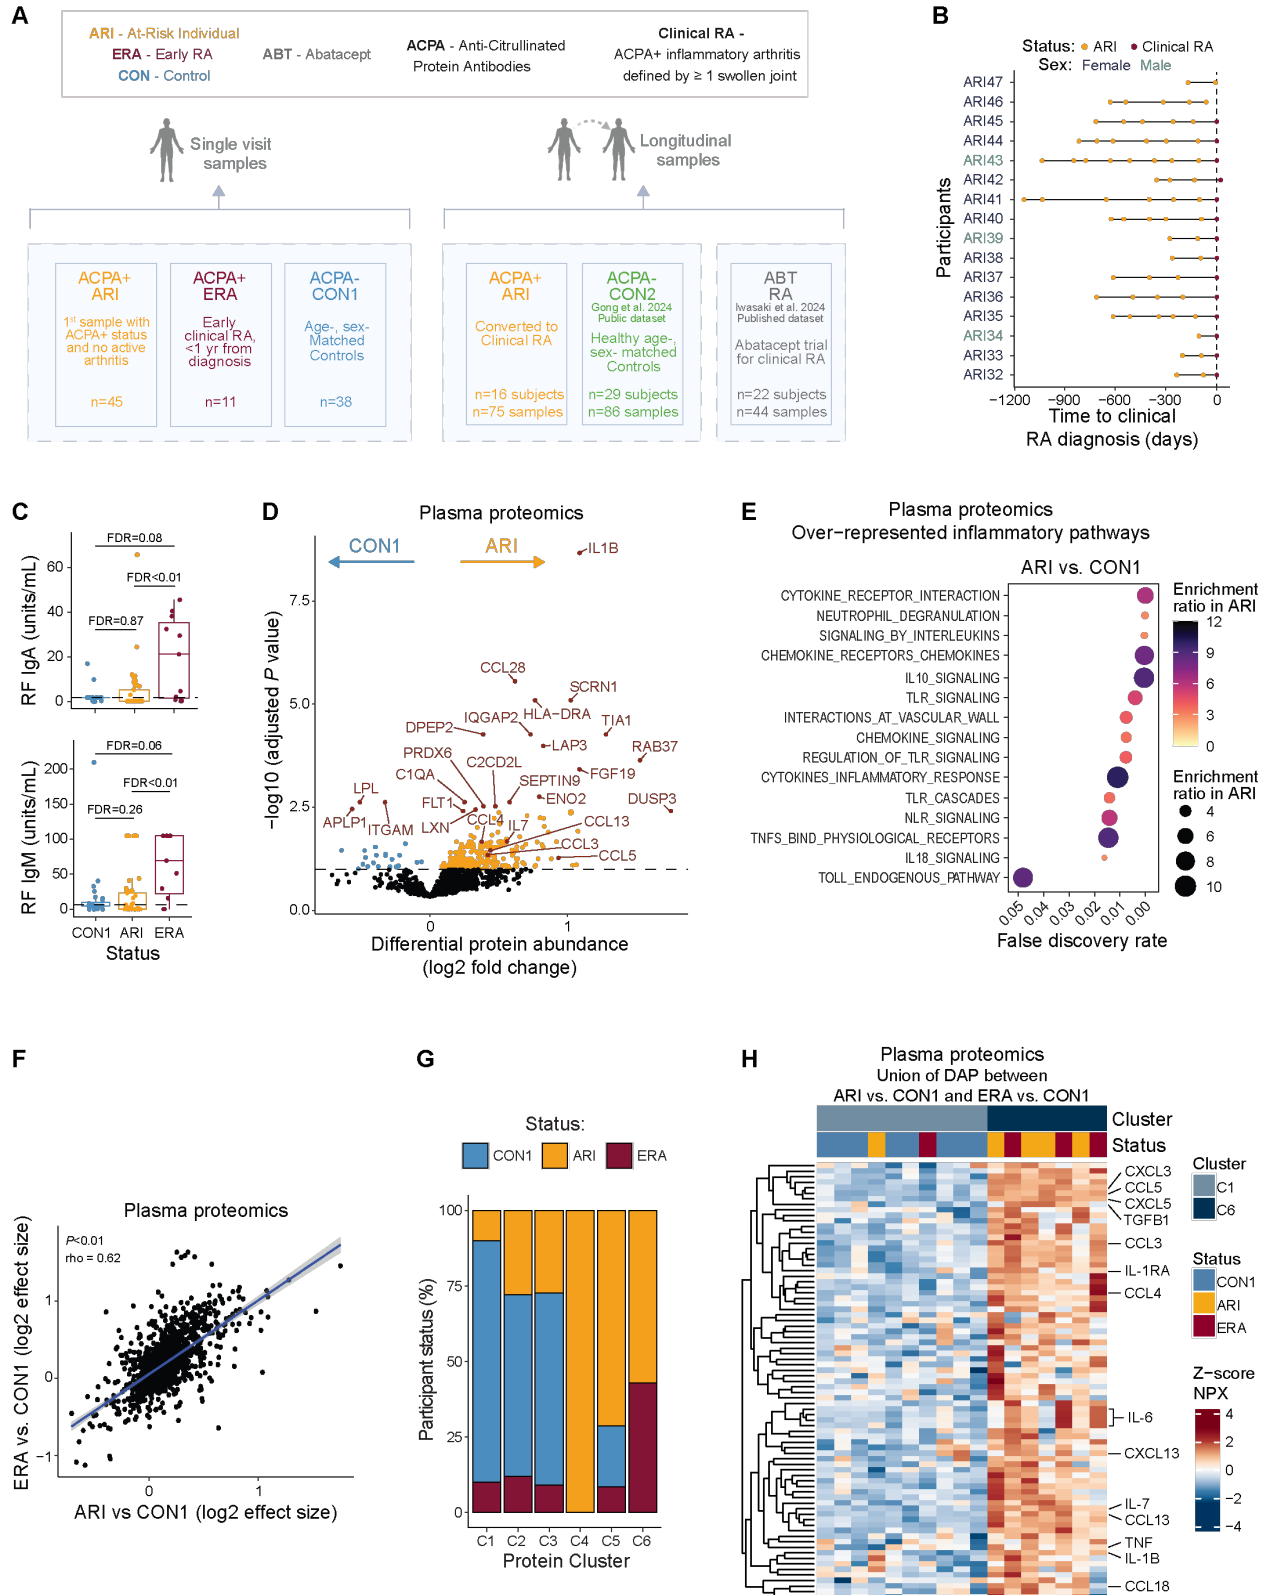 A
ARI - At-Risk Individual
ERA - Early RA
CON - Control
ABT - Abatacept
ACPA - Anti-Citrullinated
Protein Antibodies
Clinical RA -
ACPA+ inflammatory arthritis
defined by ≥ 1 swollen joint
Single visit
samples
Longitudinal
samples
ACPA+
ARI
1st sample with
ACPA+ status
and no active
arthritis
n=45
ACPA+
ERA
Early
clinical RA,
<1 yr from
diagnosis
n=11
ACPA-
CON1
Age-, sex-
Matched
Controls
n=38
ACPA+
ARI
Converted to
Clinical RA
n=16 subjects
n=75 samples
ACPA-
CON2
Gong et al. 2024
Public dataset
Healthy age-,
sex- matched
Controls
n=29 subjects
n=86 samples
ABT
RA
Iwasaki et al. 2024
Published dataset
Abatacept trial
for clinical RA
n=22 subjects
n=44 samples
B
Status: ARI Clinical RA
Sex: Female Male
Participants
ARI47
ARI46
ARI45
ARI44
ARI43
ARI42
ARI41
ARI40
ARI39
ARI38
ARI37
ARI36
ARI35
ARI34
ARI33
ARI32
−1200 −900 −600 −300 0
Time to clinical
RA diagnosis (days)
C
RF IgA (units/mL)
FDR=0.08
FDR<0.01
FDR=0.87
60
40
20
0
RF IgM (units/mL)
FDR=0.06
FDR<0.01
FDR=0.26
200
150
100
50
0
CON1 ARI ERA
Status
D
Plasma proteomics
CON1
ARI
−log10 (adjusted P value)
7.5
5.0
2.5
0.0
IL1B
CCL28
SCRN1
HLA-DRA
IQGAP2
TIA1
DPEP2
LAP3
RAB37
PRDX6
C2CD2L
FGF19
C1QA
SEPTIN9
LPL
FLT1
ENO2
DUSP3
APLP1
ITGAM
LXN
CCL4
IL7
CCL13
CCL3
CCL5
0 1
Differential protein abundance
(log2 fold change)
E
Plasma proteomics
Over−represented inflammatory pathways
ARI vs. CON1
CYTOKINE_RECEPTOR_INTERACTION
NEUTROPHIL_DEGRANULATION
SIGNALING_BY_INTERLEUKINS
CHEMOKINE_RECEPTORS_CHEMOKINES
IL10_SIGNALING
TLR_SIGNALING
INTERACTIONS_AT_VASCULAR_WALL
CHEMOKINE_SIGNALING
REGULATION_OF_TLR_SIGNALING
CYTOKINES_INFLAMMATORY_RESPONSE
TLR_CASCADES
NLR_SIGNALING
TNFS_BIND_PHYSIOLOGICAL_RECEPTORS
IL18_SIGNALING
TOLL_ENDOGENOUS_PATHWAY
0.05 0.04 0.03 0.02 0.01 0.00
False discovery rate
Enrichment
ratio in ARI
12
9
6
3
0
Enrichment
ratio in ARI
4
6
8
10
F
Plasma proteomics
P<0.01
rho = 0.62
ERA vs. CON1 (log2 effect size)
1
0
−1
0 1
ARI vs CON1 (log2 effect size)
G
Status:
CON1 ARI ERA
Participant status (%)
100
75
50
25
0
C1 C2 C3 C4 C5 C6
Protein Cluster
H
Plasma proteomics
Union of DAP between
ARI vs. CON1 and ERA vs. CON1
Cluster
Status
CXCL3
CCL5
CXCL5
TGFB1
CCL3
IL-1RA
CCL4
IL-6
CXCL13
IL-7
CCL13
TNF
IL-1B
CCL18
Cluster
C1
C6
Status
CON1
ARI
ERA
Z−score
NPX
4
2
0
−2
−4